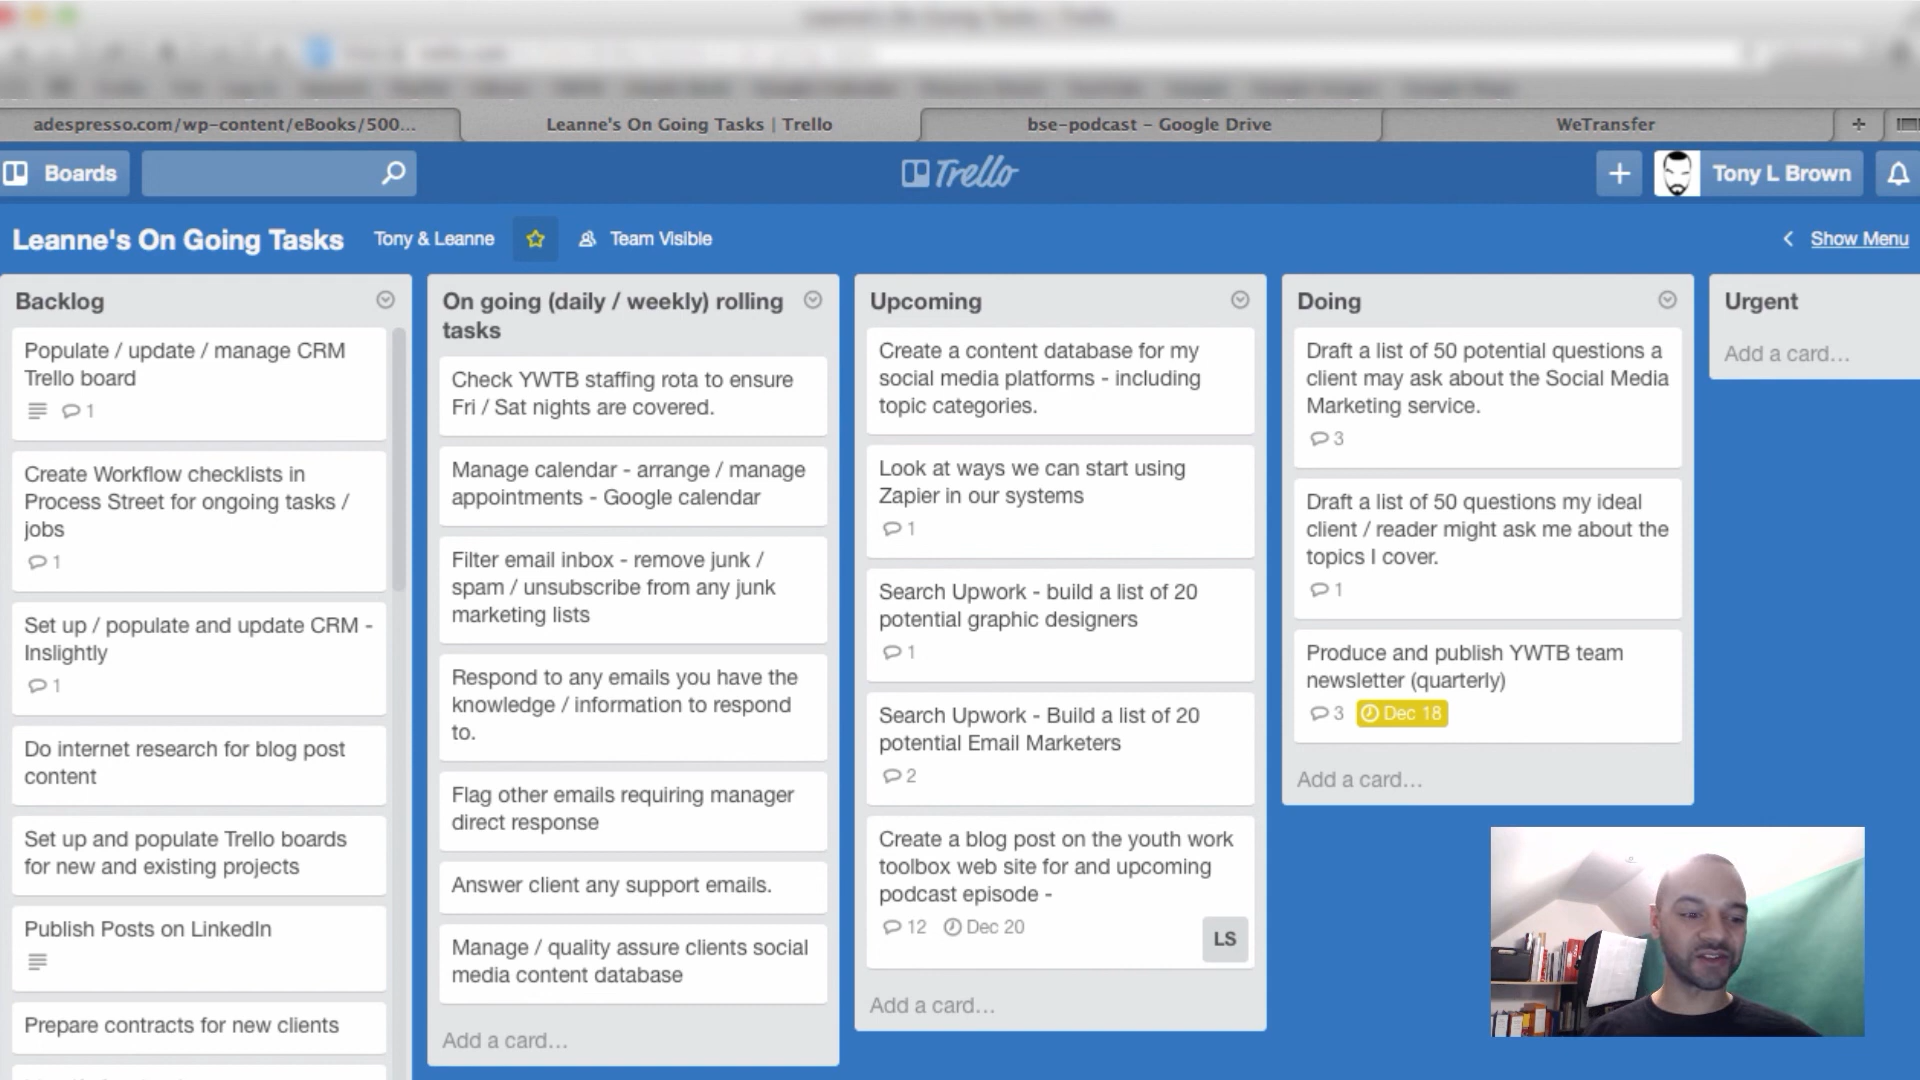 adespresso.com/wp-content/eBooks/500...
Leanne's On Going Tasks | Trello
bse-podcast – Google Drive
WeTransfer
Boards
Trello
Tony L Brown
Leanne's On Going Tasks
Tony & Leanne
Team Visible
Show Menu
Backlog
Populate / update / manage CRM
Trello board
1
Create Workflow checklists in
Process Street for ongoing tasks /
jobs
1
Set up / populate and update CRM -
Inslightly
1
Do internet research for blog post
content
Set up and populate Trello boards
for new and existing projects
Publish Posts on LinkedIn
Prepare contracts for new clients
On going (daily / weekly) rolling
tasks
Check YWTB staffing rota to ensure
Fri / Sat nights are covered.
Manage calendar - arrange / manage
appointments - Google calendar
Filter email inbox - remove junk /
spam / unsubscribe from any junk
marketing lists
Respond to any emails you have the
knowledge / information to respond
to.
Flag other emails requiring manager
direct response
Answer client any support emails.
Manage / quality assure clients social
media content database
Add a card...
Upcoming
Create a content database for my
social media platforms - including
topic categories.
Look at ways we can start using
Zapier in our systems
1
Search Upwork - build a list of 20
potential graphic designers
1
Search Upwork - Build a list of 20
potential Email Marketers
2
Create a blog post on the youth work
toolbox web site for and upcoming
podcast episode -
12 Dec 20
LS
Add a card...
Doing
Draft a list of 50 potential questions a
client may ask about the Social Media
Marketing service.
3
Draft a list of 50 questions my ideal
client / reader might ask me about the
topics I cover.
1
Produce and publish YWTB team
newsletter (quarterly)
3 Dec 18
Add a card...
Urgent
Add a card...